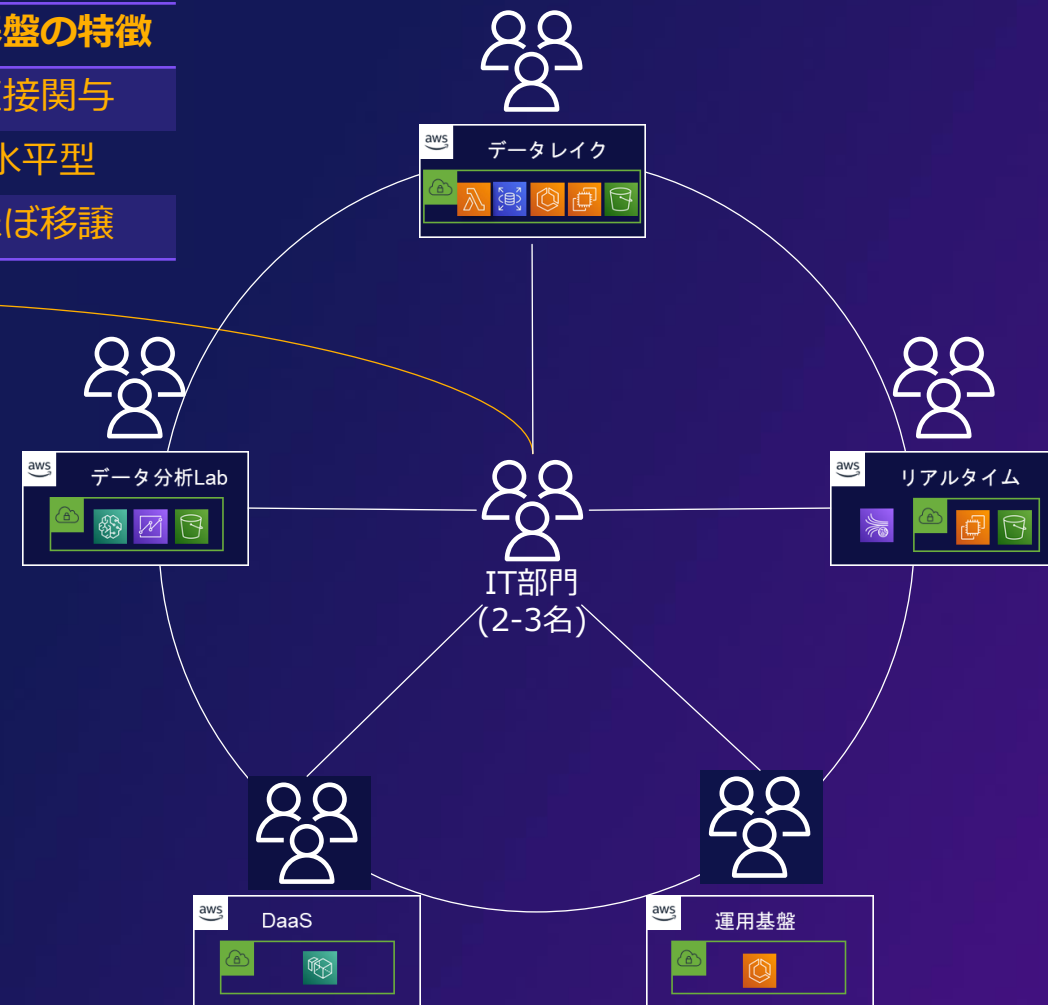 盤の特徴
接関与
水平型
ぼ移譲
aws
データレイク
aws
データ分析Lab
aws
リアルタイム
IT部門
(2-3名)
aws
DaaS
aws
運用基盤